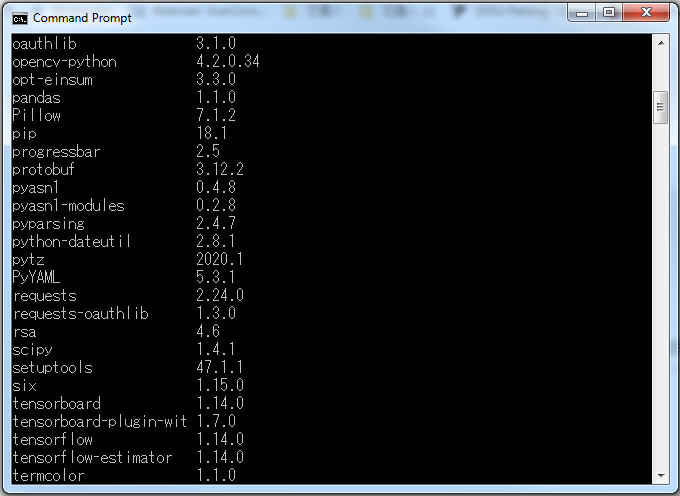 Command Prompt
oauthlib 3.1.0
opencv-python 4.2.0.34
opt-einsum 3.3.0
pandas 1.1.0
Pillow 7.1.2
pip 18.1
progressbar 2.5
protobuf 3.12.2
pyasn1 0.4.8
pyasn1-modules 0.2.8
pyparsing 2.4.7
python-dateutil 2.8.1
pytz 2020.1
PyYAML 5.3.1
requests 2.24.0
requests-oauthlib 1.3.0
rsa 4.6
scipy 1.4.1
setuptools 47.1.1
six 1.15.0
tensorboard 1.14.0
tensorboard-plugin-wit 1.7.0
tensorflow 1.14.0
tensorflow-estimator 1.14.0
termcolor 1.1.0